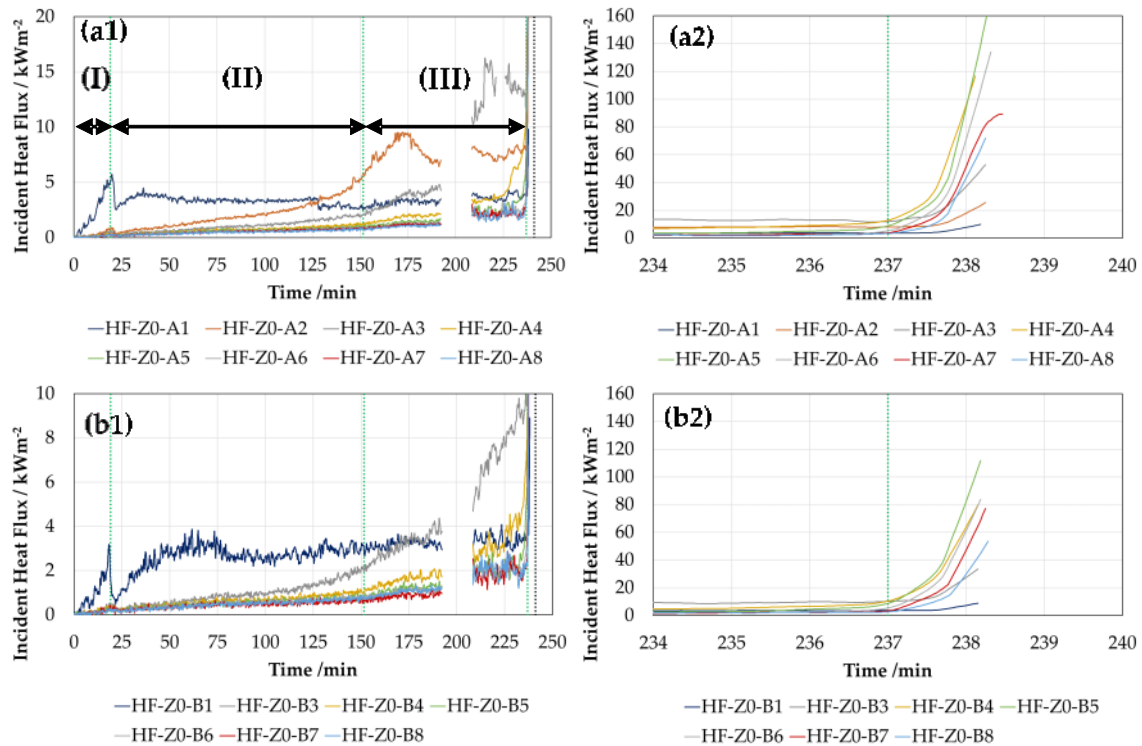 (a1)
(I)
(II)
(III)
20
15
10
5
0
Incident Heat Flux / kWm-2
0 25 50 75 100 125 150 175 200 225 250
Time /min
HF-Z0-A1 HF-Z0-A2 HF-Z0-A3 HF-Z0-A4
HF-Z0-A5 HF-Z0-A6 HF-Z0-A7 HF-Z0-A8
(a2)
160
140
120
100
80
60
40
20
0
Incident Heat Flux / kWm-2
234 235 236 237 238 239 240
Time /min
HF-Z0-A1 HF-Z0-A2 HF-Z0-A3 HF-Z0-A4
HF-Z0-A5 HF-Z0-A6 HF-Z0-A7 HF-Z0-A8
(b1)
10
8
6
4
2
0
Incident Heat Flux / kWm-2
0 25 50 75 100 125 150 175 200 225 250
Time /min
HF-Z0-B1 HF-Z0-B3 HF-Z0-B4 HF-Z0-B5
HF-Z0-B6 HF-Z0-B7 HF-Z0-B8
(b2)
160
140
120
100
80
60
40
20
0
Incident Heat Flux / kWm-2
234 235 236 237 238 239 240
Time /min
HF-Z0-B1 HF-Z0-B3 HF-Z0-B4 HF-Z0-B5
HF-Z0-B6 HF-Z0-B7 HF-Z0-B8